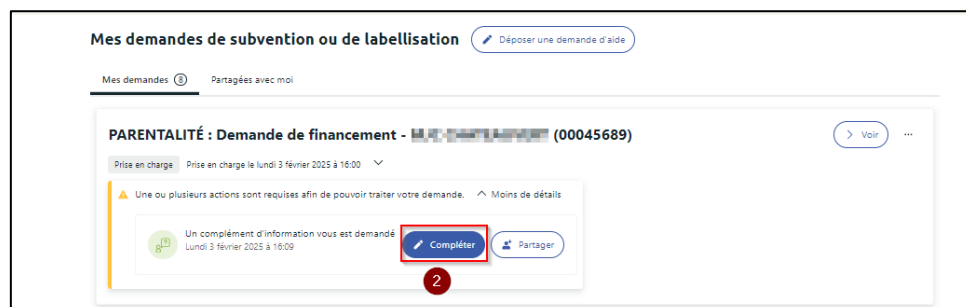 Mes demandes de subvention ou de labellisation Déposer une demande d'aide
Mes demandes 8 Partagées avec moi
PARENTALITÉ : Demande de financement - (00045689) Voir ...
Prise en charge Prise en charge le lundi 3 février 2025 à 16:00
Une ou plusieurs actions sont requises afin de pouvoir traiter votre demande. Moins de détails
Un complément d'information vous est demandé
Lundi 3 février 2025 à 16:09
Compléter Partager
2